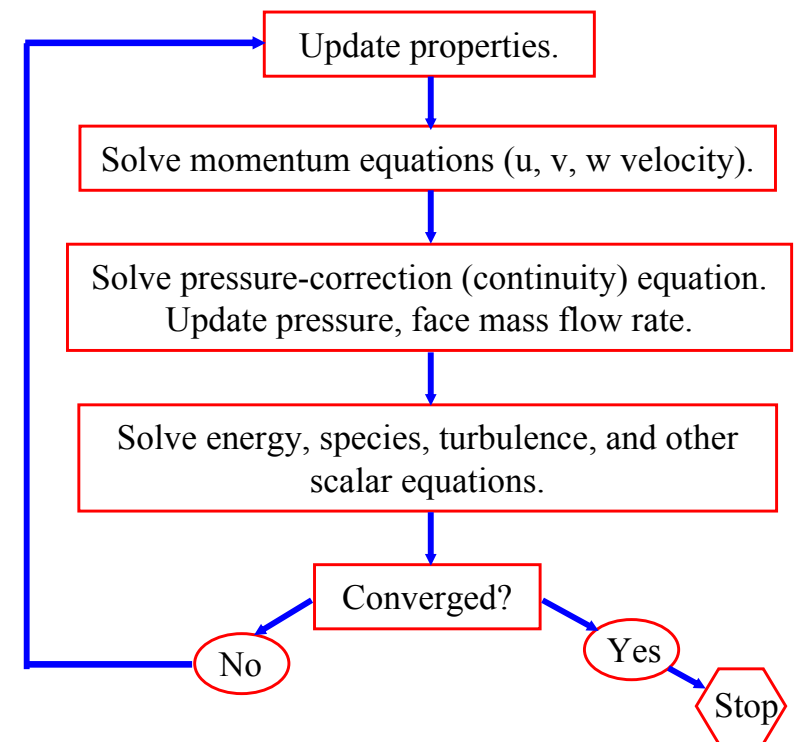 Update properties.
Solve momentum equations (u, v, w velocity).
Solve pressure-correction (continuity) equation.
Update pressure, face mass flow rate.
Solve energy, species, turbulence, and other
scalar equations.
Converged?
No
Yes
Stop